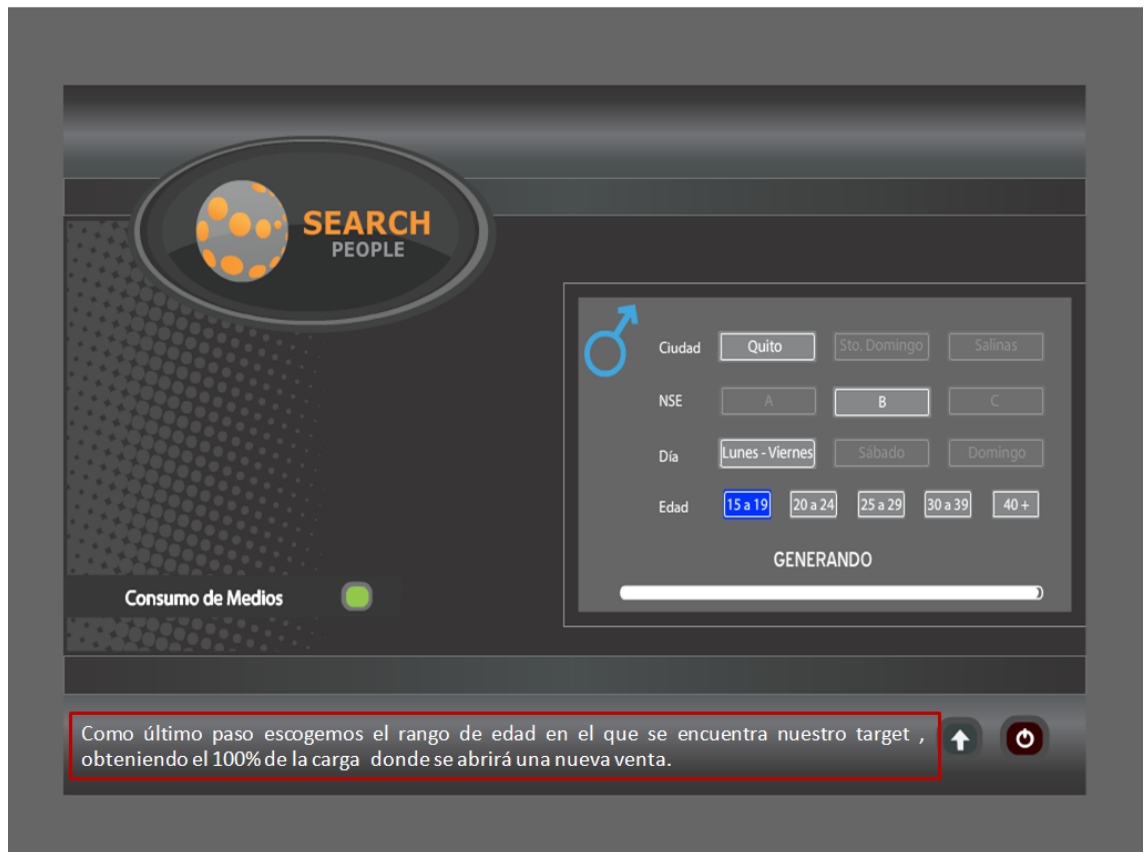 SEARCH
PEOPLE
Ciudad Quito Sto. Domingo Salinas
NSE A B C
Día Lunes - Viernes Sábado Domingo
Edad 15 a 19 20 a 24 25 a 29 30 a 39 40 +
GENERANDO
Consumo de Medios
Como último paso escogemos el rango de edad en el que se encuentra nuestro target ,
obteniendo el 100% de la carga donde se abrirá una nueva venta.